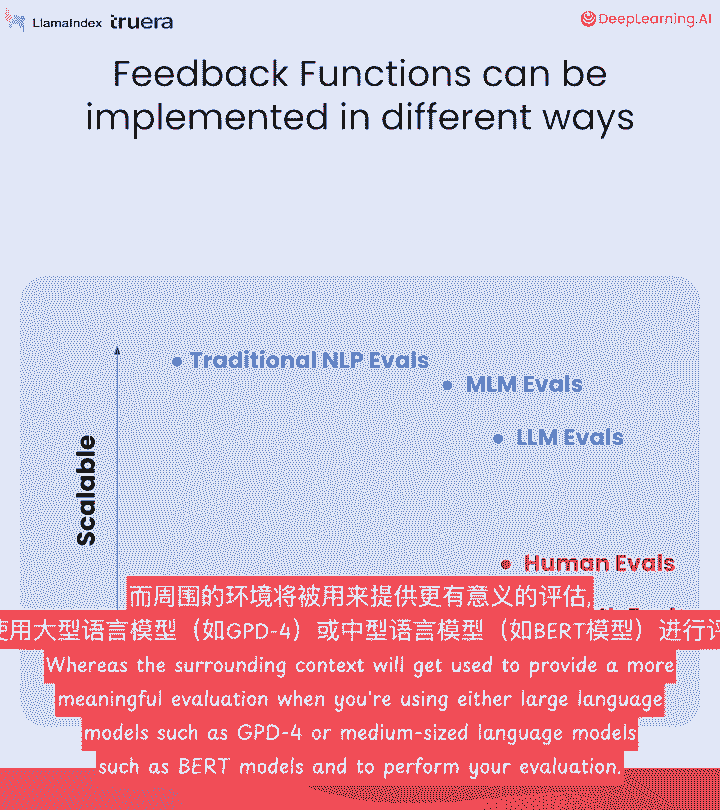 LlamaIndex truera
DeepLearning.AI
Feedback Functions can be
implemented in different ways
Traditional NLP Evals
MLM Evals
LLM Evals
Scalable
Human Evals
而周围的环境将被用来提供更有意义的评估,
使用大型语言模型（如GPD-4）或中型语言模型（如BERT模型）进行评
Whereas the surrounding context will get used to provide a more
meaningful evaluation when you're using either large language
models such as GPD-4 or medium-sized language models
such as BERT models and to perform your evaluation.